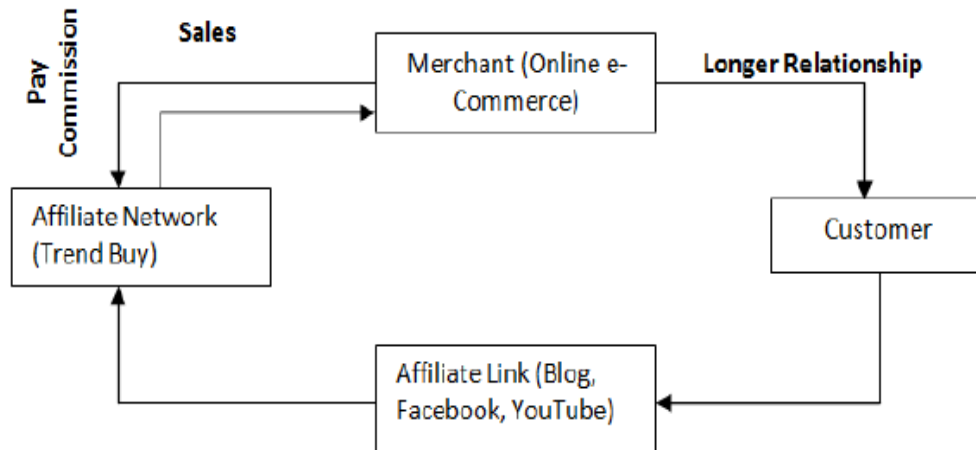 Sales
Pay
Commission
Merchant (Online e-
Commerce)
Longer Relationship
Affiliate Network
(Trend Buy)
Customer
Affiliate Link (Blog,
Facebook, YouTube)